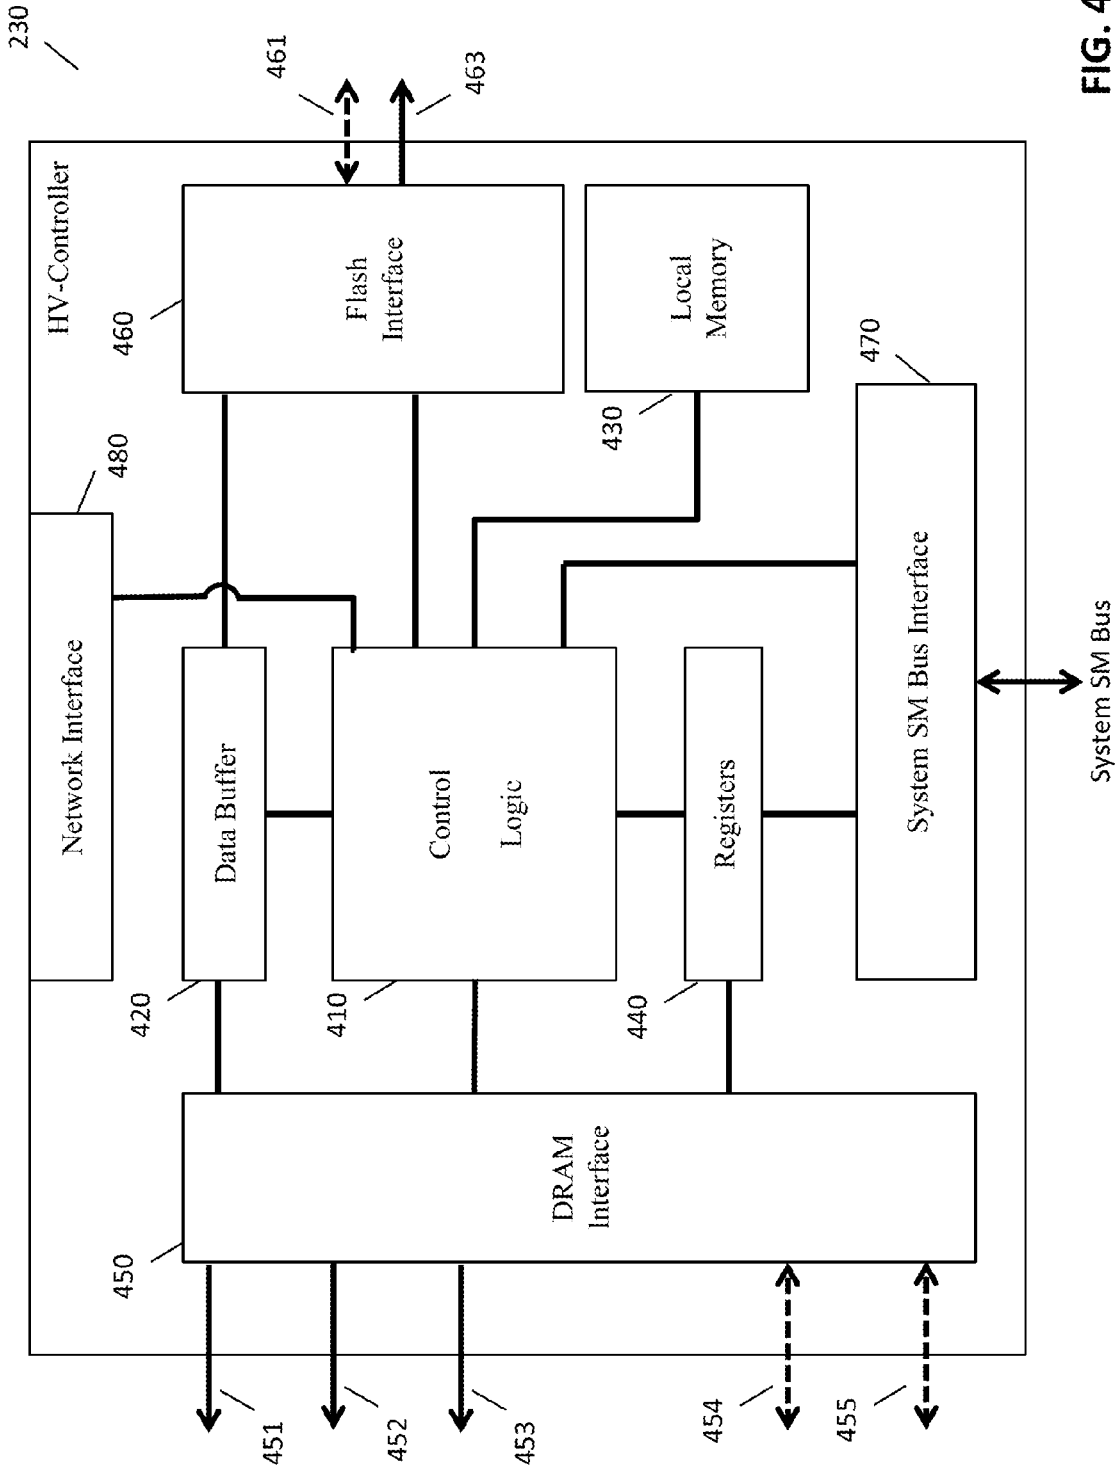 230
HV-Controller
Network Interface
480
450
460
420
Data Buffer
451
461
410
Flash
Interface
452
Control
Logic
463
453
DRAM
Interface
430
440
Local
Memory
454
Registers
455
470
System SM Bus Interface
System SM Bus
FIG. 4